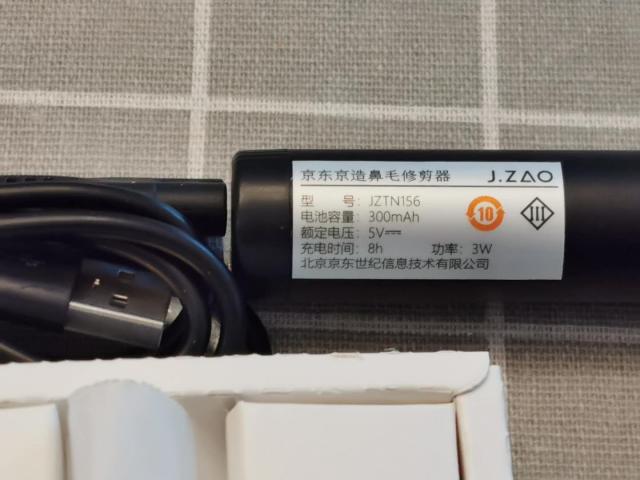 京东京造鼻毛修剪器 J.ZAO
型 号: JZTN156
电池容量: 300mAh
额定电压: 5V⎓
充电时间: 8h 功率: 3W
北京京东世纪信息技术有限公司
10
III